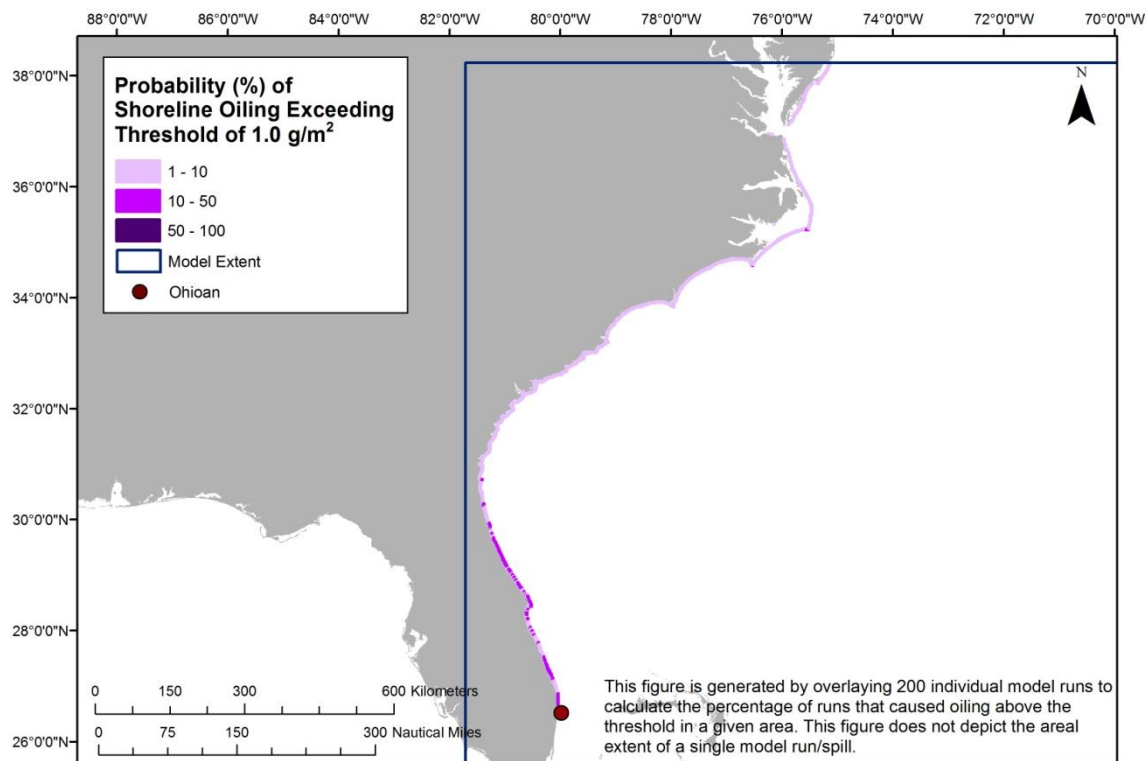 88°0'0"W 86°0'0"W 84°0'0"W 82°0'0"W 80°0'0"W 78°0'0"W 76°0'0"W 74°0'0"W 72°0'0"W 70°0'0"W
Probability (%) of
Shoreline Oiling Exceeding
Threshold of 1.0 g/m²
1 - 10
10 - 50
50 - 100
Model Extent
Ohioan
N
38°0'0"N
36°0'0"N
34°0'0"N
32°0'0"N
30°0'0"N
28°0'0"N
26°0'0"N
0 150 300 600 Kilometers
0 75 150 300 Nautical Miles
This figure is generated by overlaying 200 individual model runs to
calculate the percentage of runs that caused oiling above the
threshold in a given area. This figure does not depict the areal
extent of a single model run/spill.